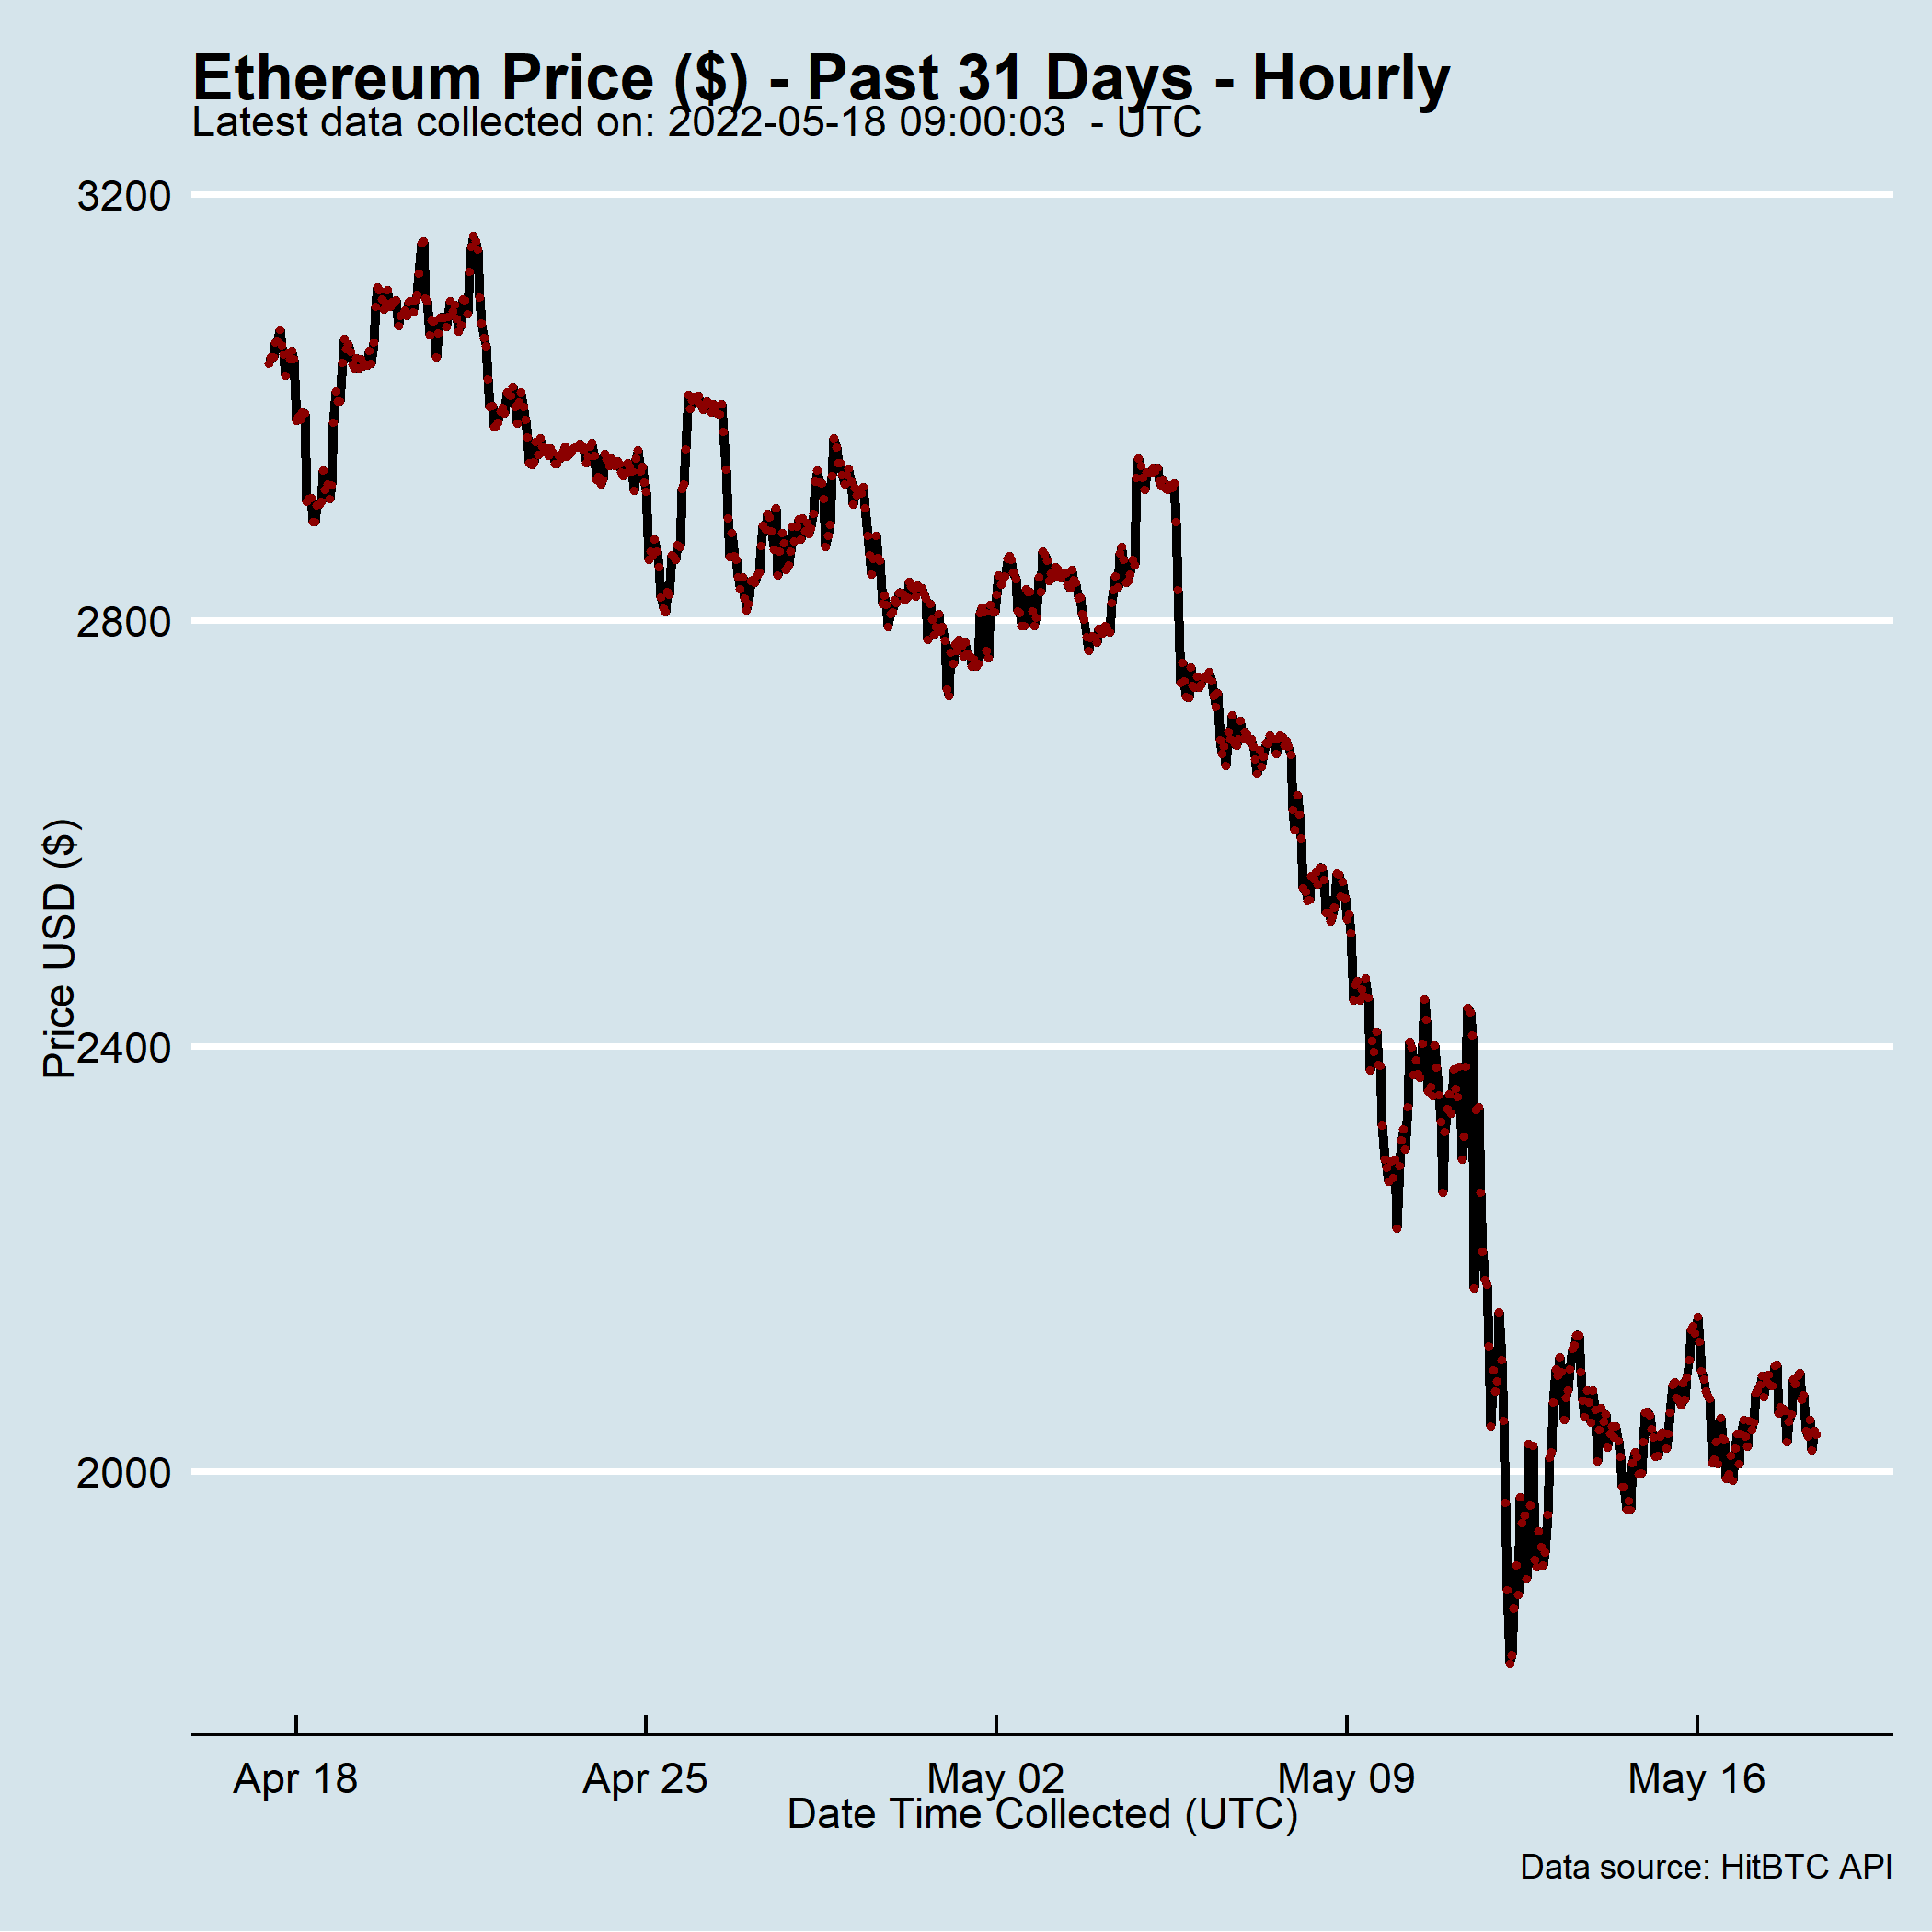 Ethereum Price ($) - Past 31 Days - Hourly
Latest data collected on: 2022-05-18 09:00:03  - UTC
3200
2800
2400
2000
Price USD ($)
Apr 18
Apr 25
May 02
May 09
May 16
Date Time Collected (UTC)
Data source: HitBTC API